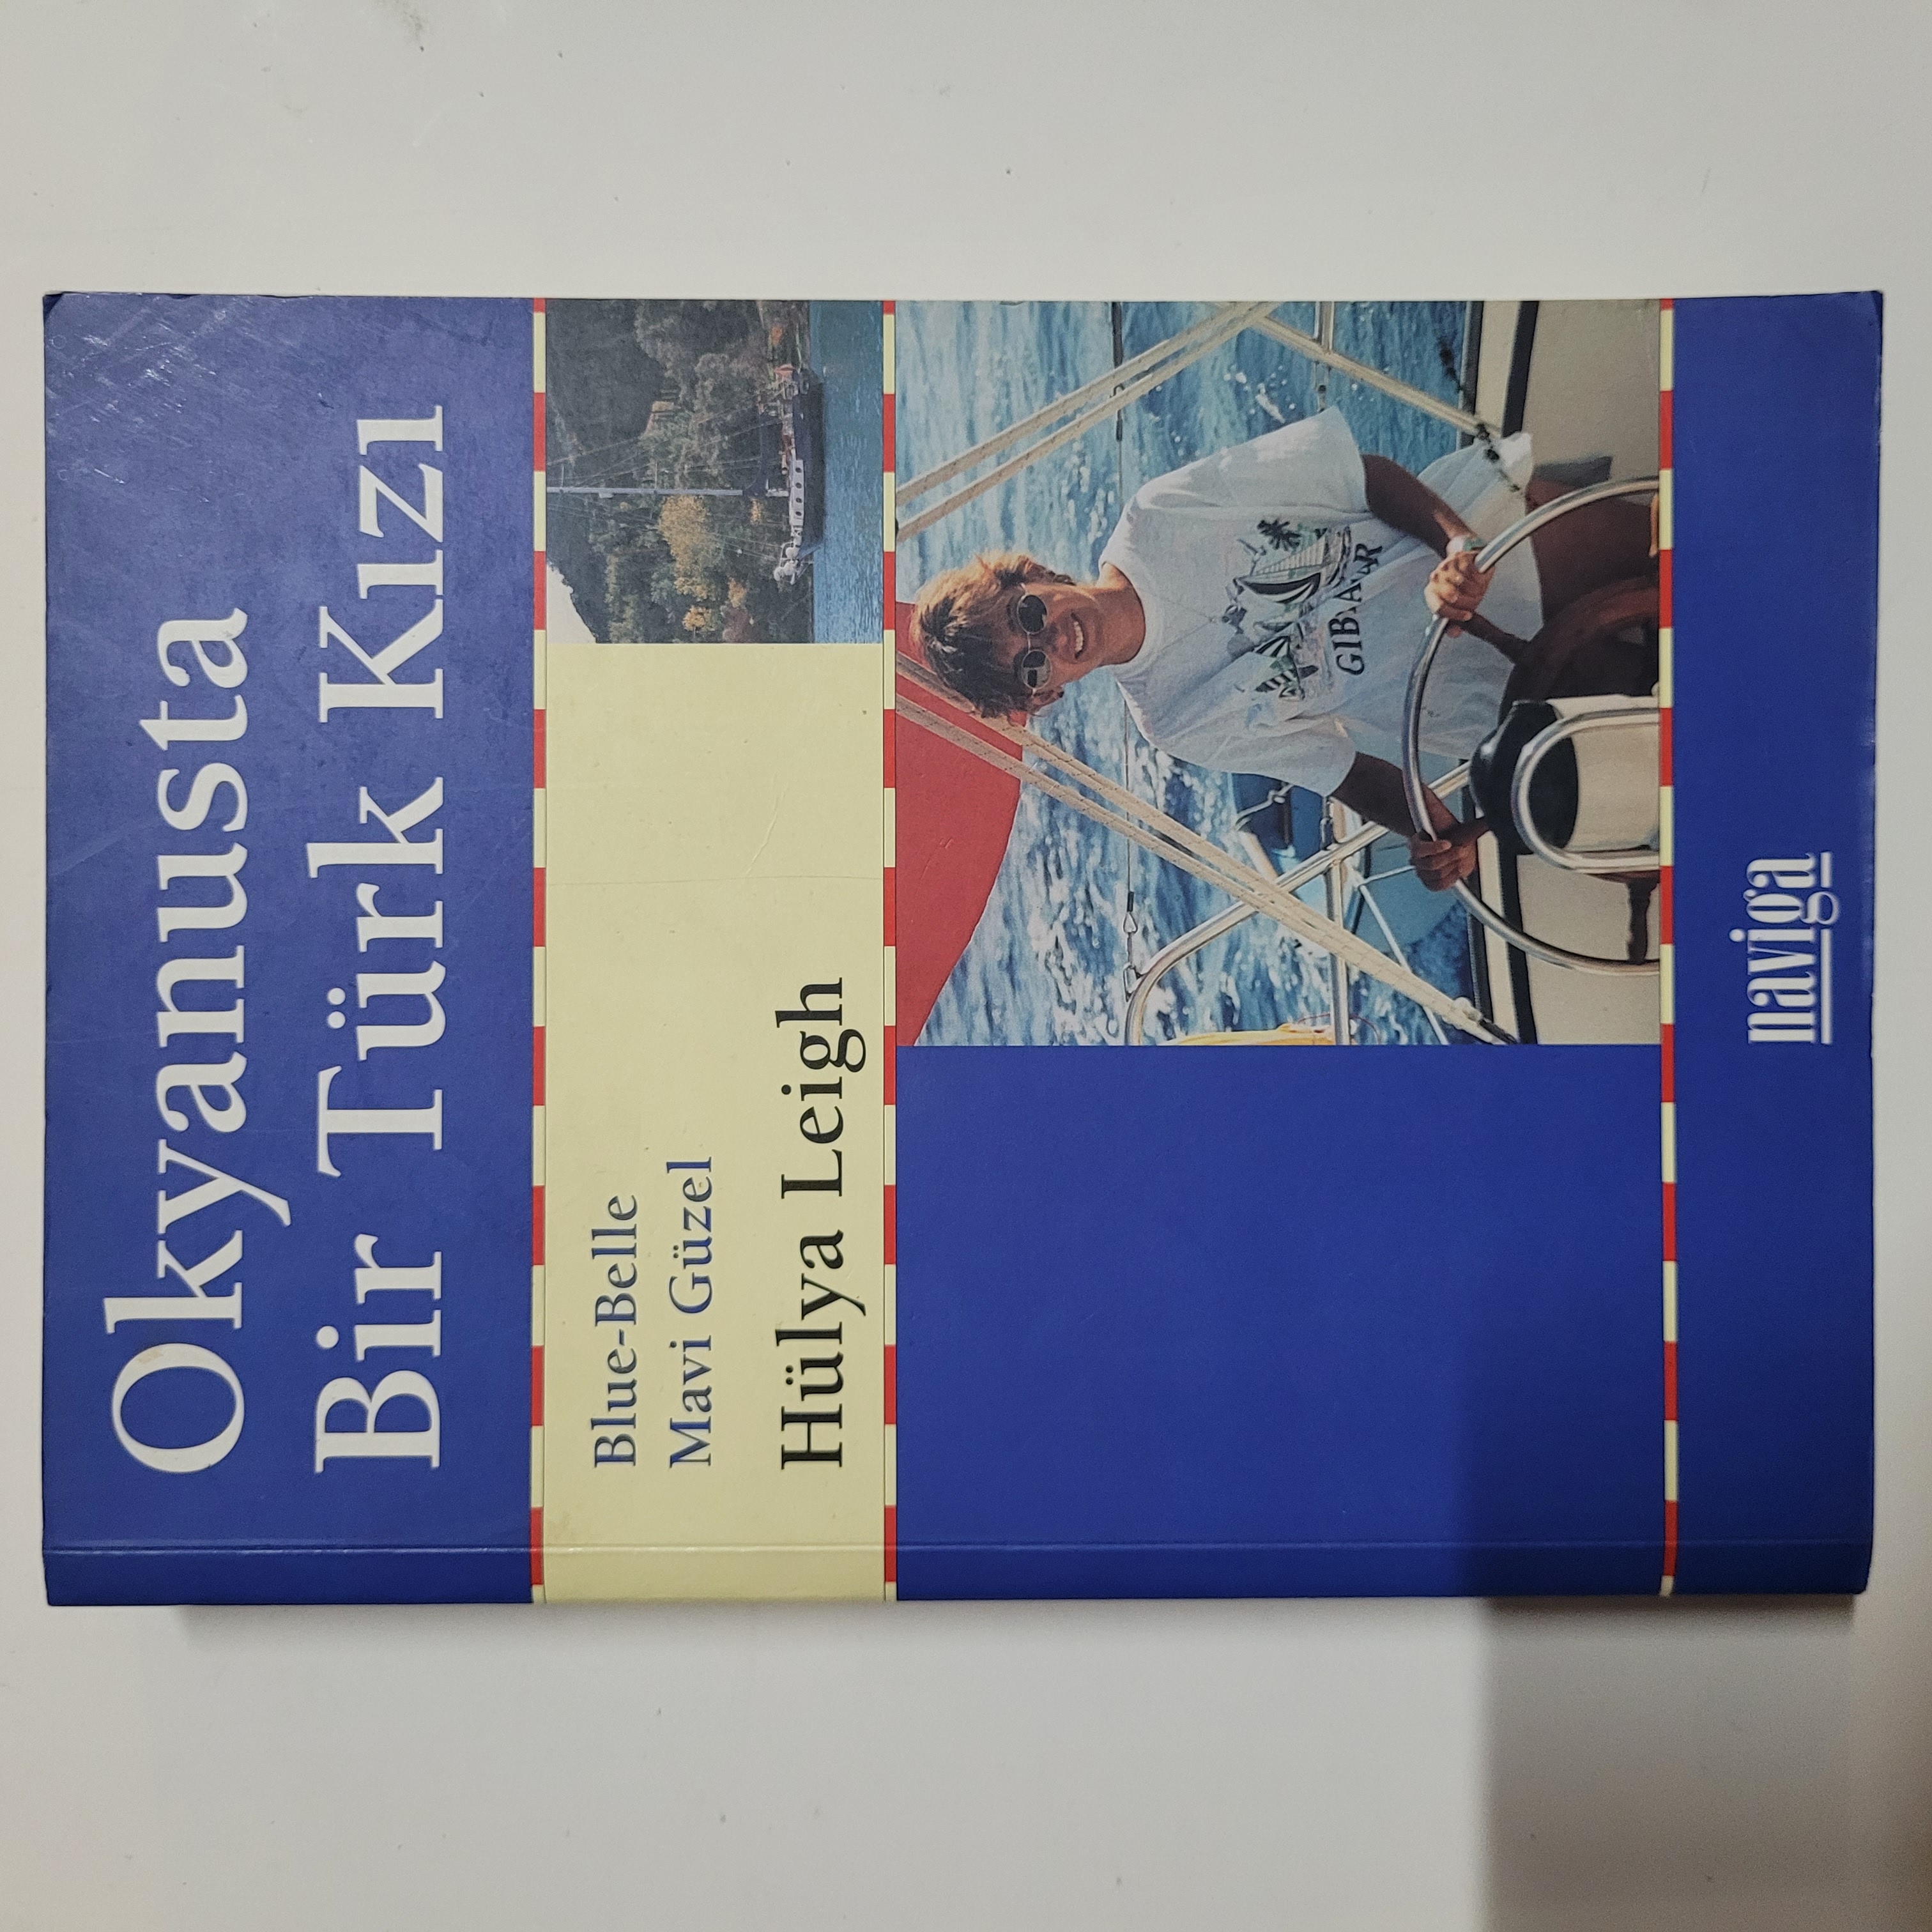 Okyanusta
Bir Türk Kızı
Blue-Belle
Mavi Güzel
Hülya Leigh
GIBRALTAR
naviga